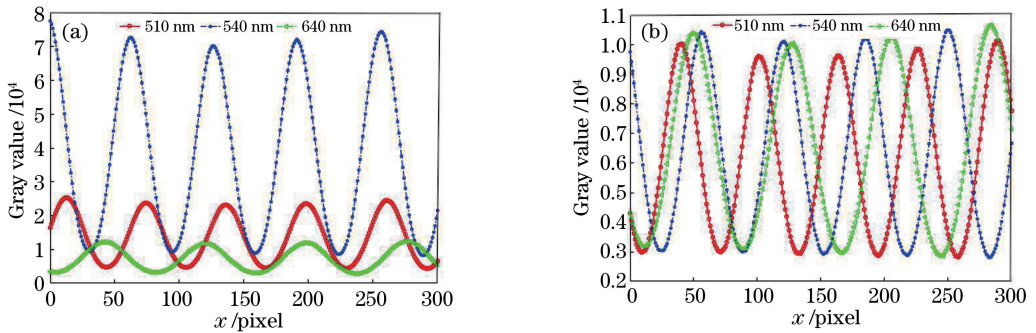 (a)
510 nm 540 nm 640 nm
8
7
6
5
4
3
2
1
0
Gray value /10⁴
0 50 100 150 200 250 300
x /pixel
(b)
510 nm 540 nm 640 nm
1.1
1.0
0.9
0.8
0.7
0.6
0.5
0.4
0.3
0.2
Gray value /10⁴
0 50 100 150 200 250 300
x /pixel